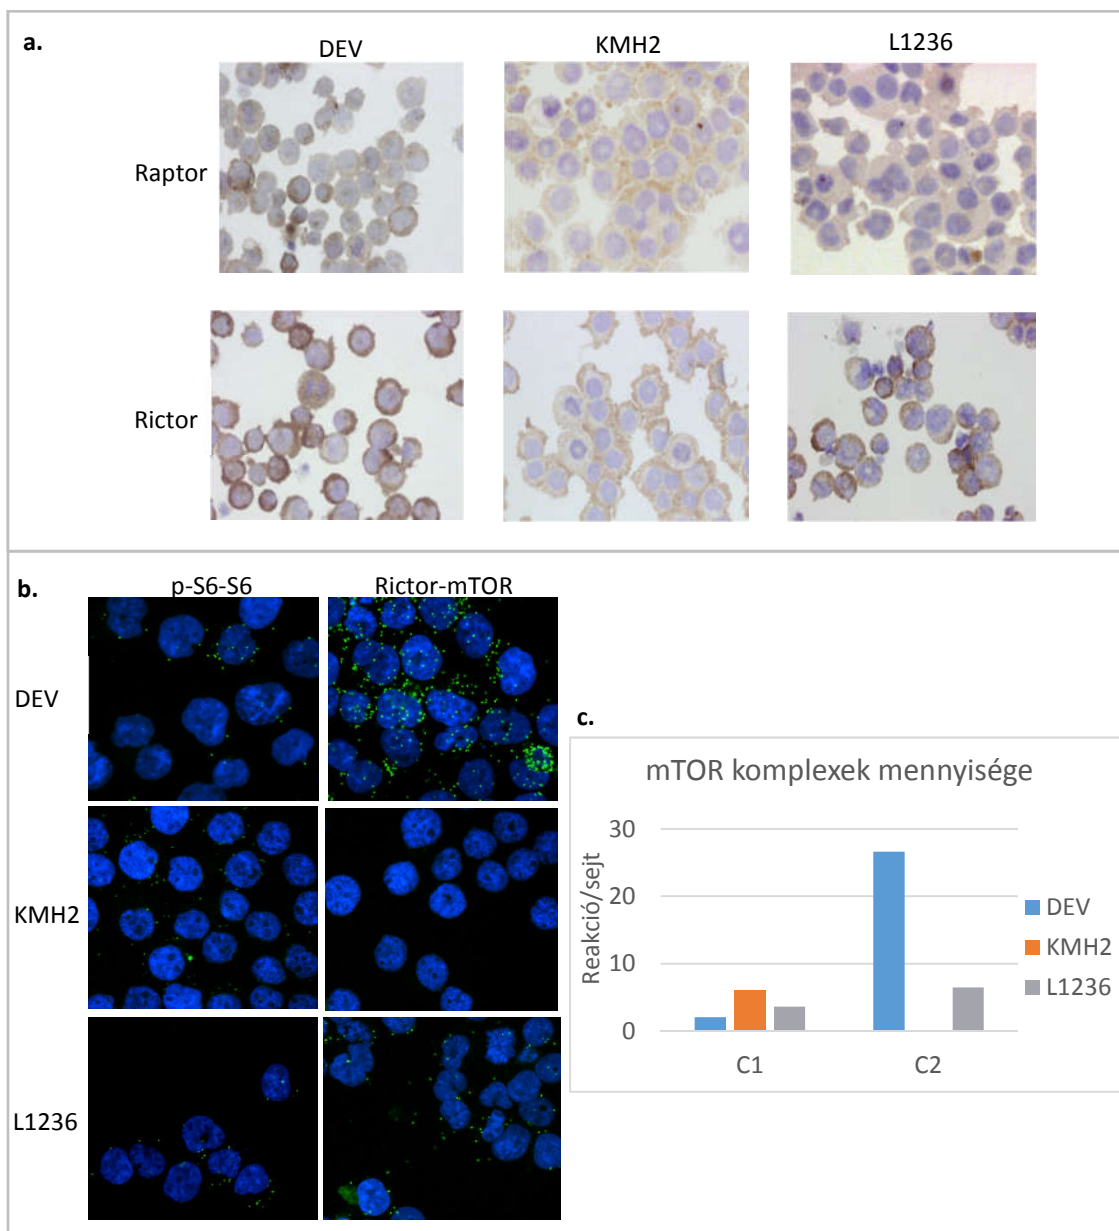 a.
DEV
KMH2
L1236
Raptor
Rictor
b.
p-S6-S6
Rictor-mTOR
DEV
KMH2
L1236
c.
mTOR komplexek mennyisége
Reakció/sejt
30
20
10
0
C1
C2
DEV
KMH2
L1236